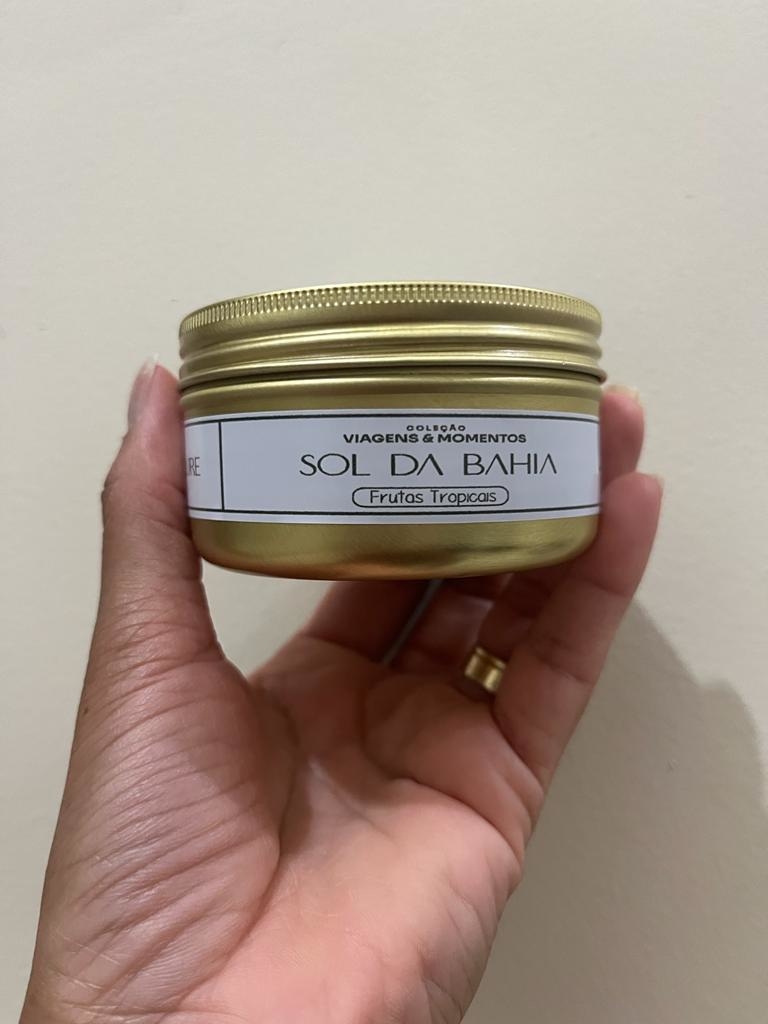 COLEÇÃO
VIAGENS & MOMENTOS
SOL DA BAHIA
Frutas Tropicais